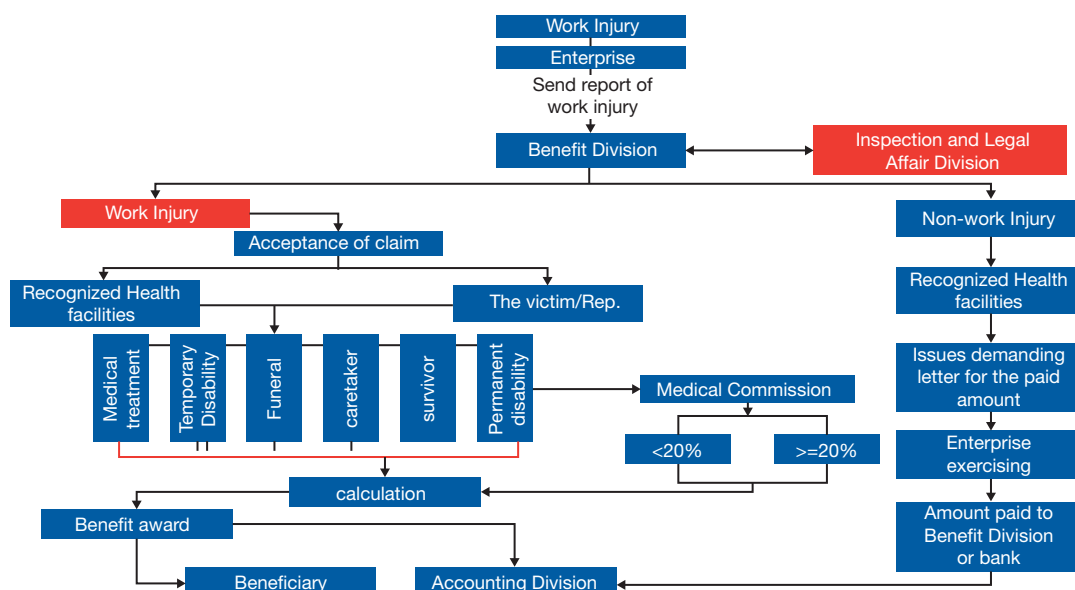 Work Injury
Enterprise
Send report of
work injury
Benefit Division
Inspection and Legal
Affair Division
Work Injury
Non-work Injury
Acceptance of claim
Recognized Health
facilities
The victim/Rep.
Recognized Health
facilities
Medical
treatment
Temporary
Disability
Funeral
caretaker
survivor
Permanent
disability
Medical Commission
Issues demanding
letter for the paid
amount
<20%
>=20%
Enterprise
exercising
calculation
Benefit award
Amount paid to
Benefit Division
or bank
Beneficiary
Accounting Division